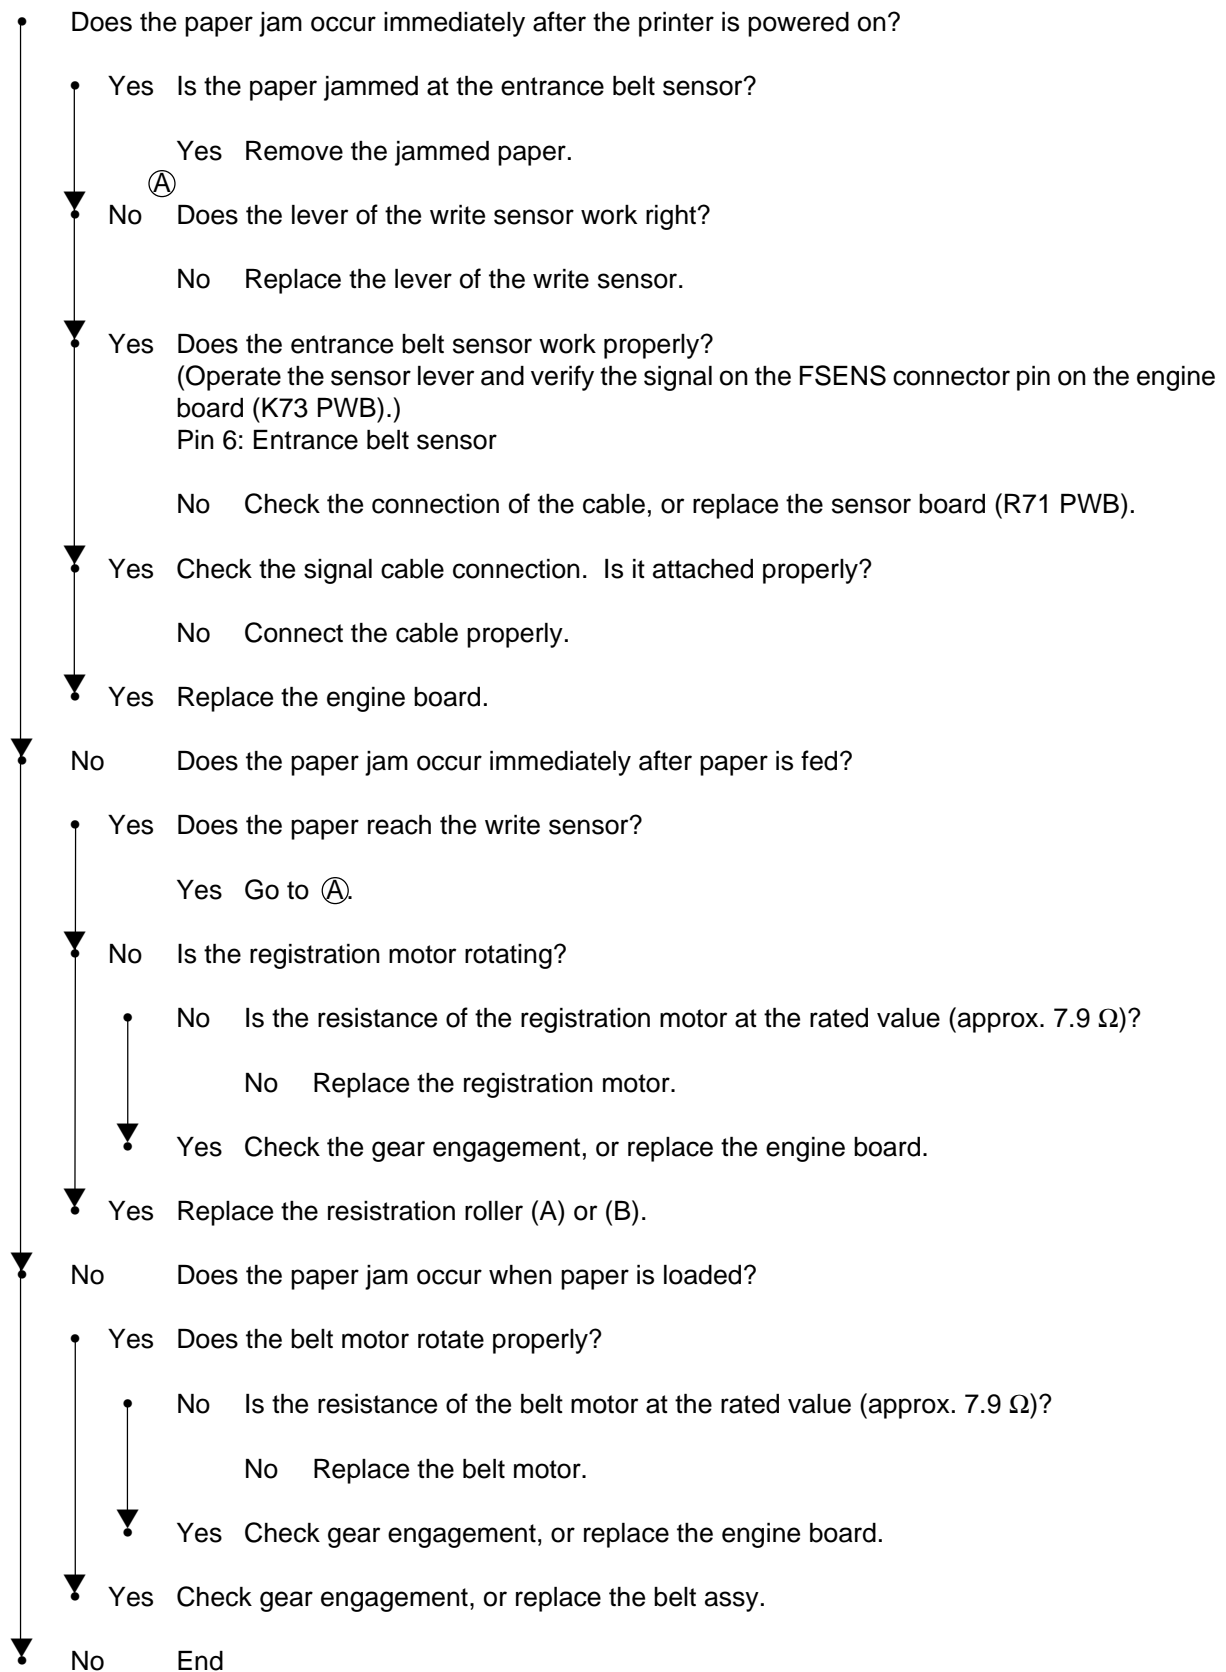 Does the paper jam occur immediately after the printer is powered on?
Yes Is the paper jammed at the entrance belt sensor?
Yes Remove the jammed paper.
Ⓐ
No Does the lever of the write sensor work right?
No Replace the lever of the write sensor.
Yes Does the entrance belt sensor work properly?
(Operate the sensor lever and verify the signal on the FSENS connector pin on the engine
board (K73 PWB).)
Pin 6: Entrance belt sensor
No Check the connection of the cable, or replace the sensor board (R71 PWB).
Yes Check the signal cable connection. Is it attached properly?
No Connect the cable properly.
Yes Replace the engine board.
No Does the paper jam occur immediately after paper is fed?
Yes Does the paper reach the write sensor?
Yes Go to Ⓐ.
No Is the registration motor rotating?
No Is the resistance of the registration motor at the rated value (approx. 7.9 Ω)?
No Replace the registration motor.
Yes Check the gear engagement, or replace the engine board.
Yes Replace the resistration roller (A) or (B).
No Does the paper jam occur when paper is loaded?
Yes Does the belt motor rotate properly?
No Is the resistance of the belt motor at the rated value (approx. 7.9 Ω)?
No Replace the belt motor.
Yes Check gear engagement, or replace the engine board.
Yes Check gear engagement, or replace the belt assy.
No End